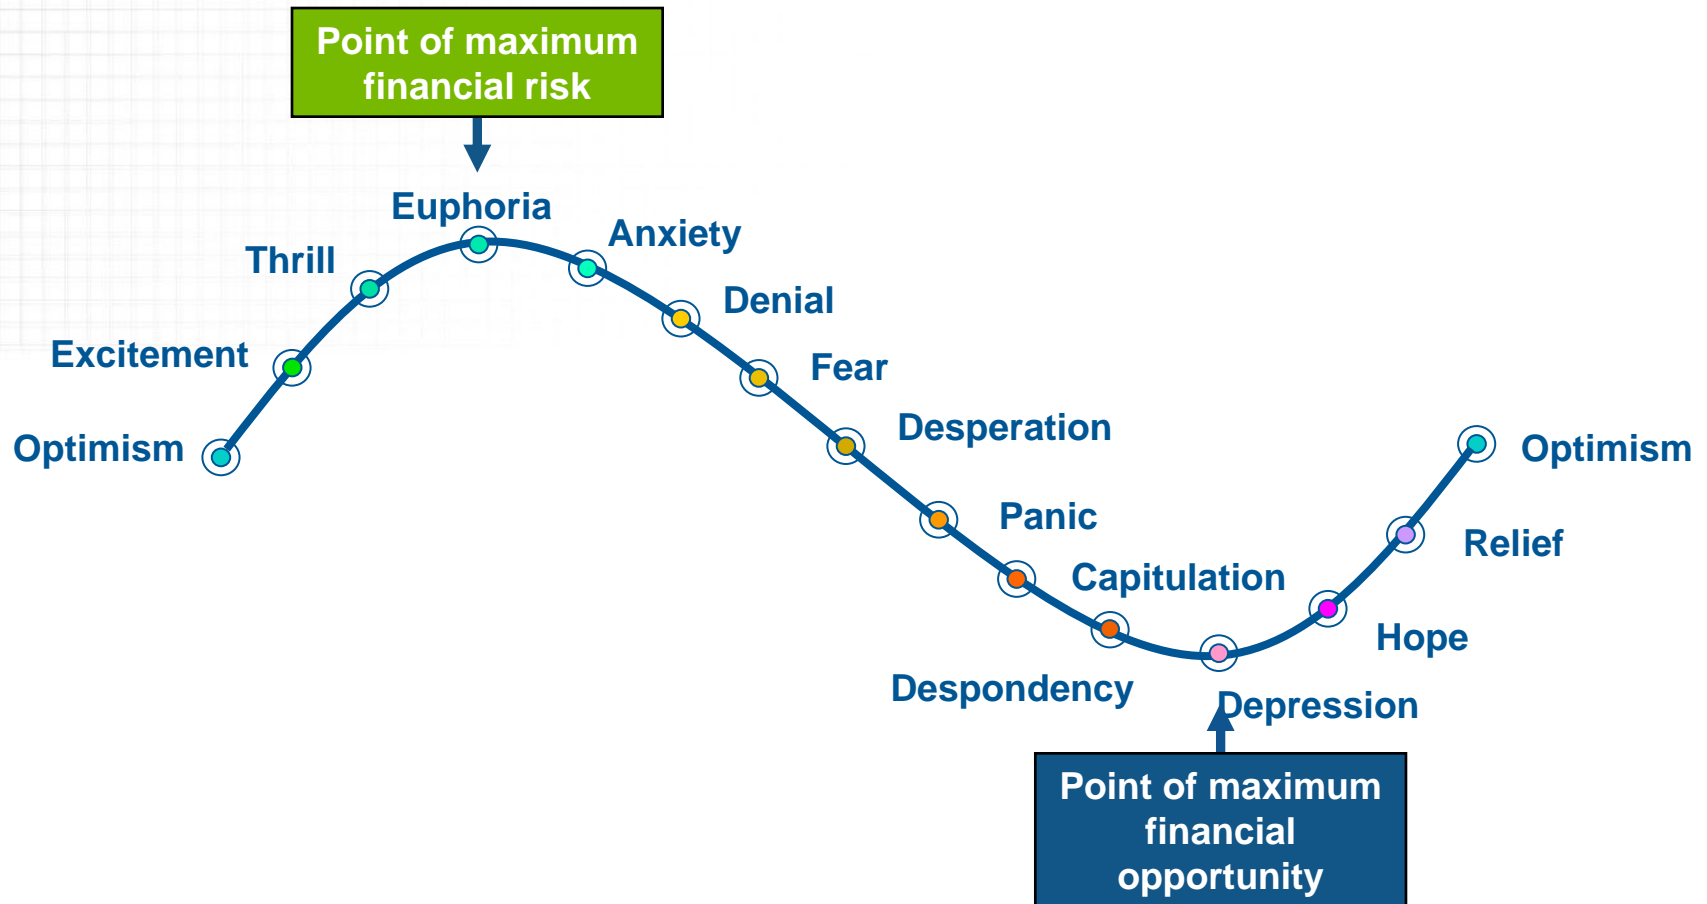 Point of maximum
financial risk
Euphoria
Anxiety
Thrill
Denial
Excitement
Fear
Optimism
Desperation
Optimism
Panic
Relief
Capitulation
Hope
Despondency
Depression
Point of maximum
financial
opportunity